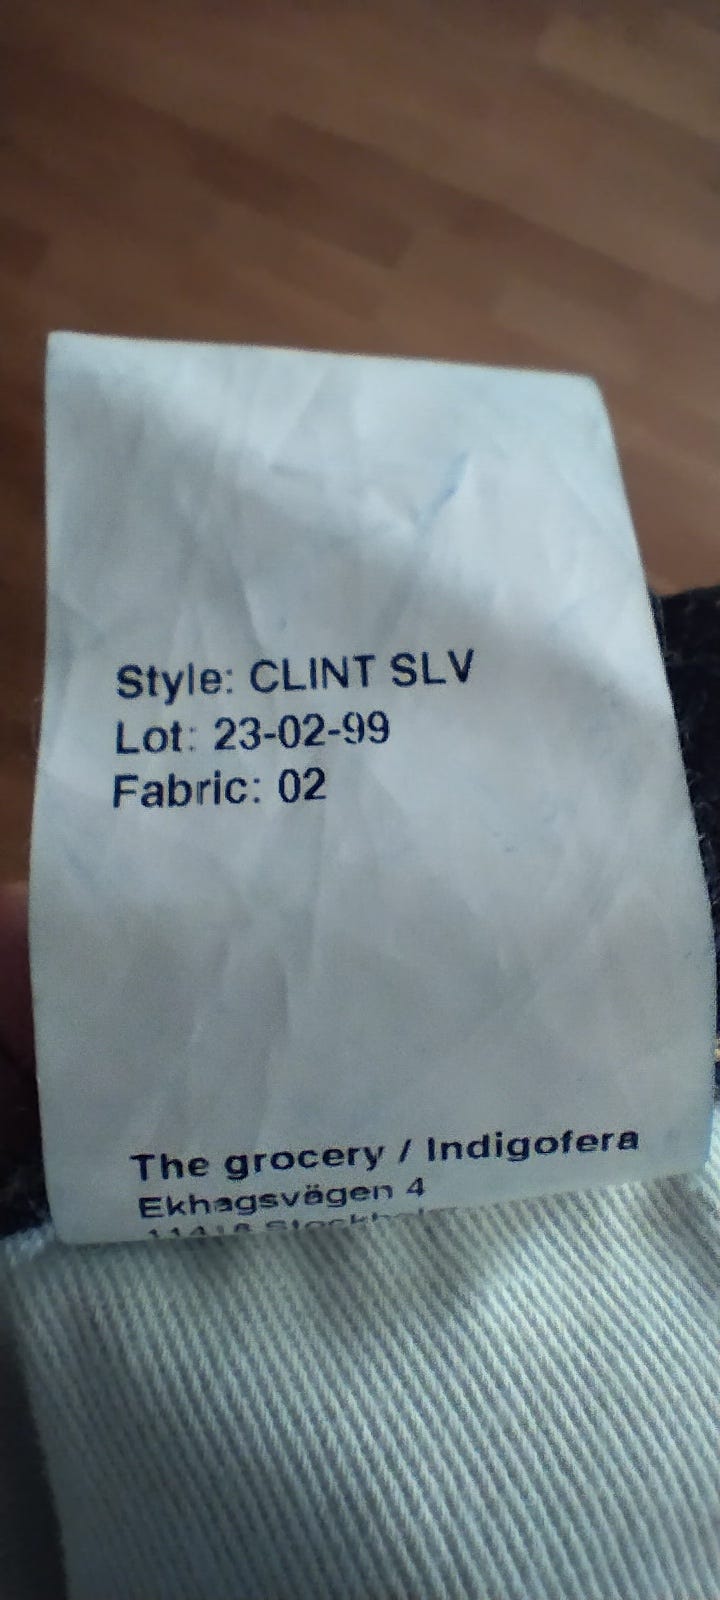 Style: CLINT SLV
Lot: 23-02-99
Fabric: 02
The grocery / Indigofera
Ekhagsvägen 4